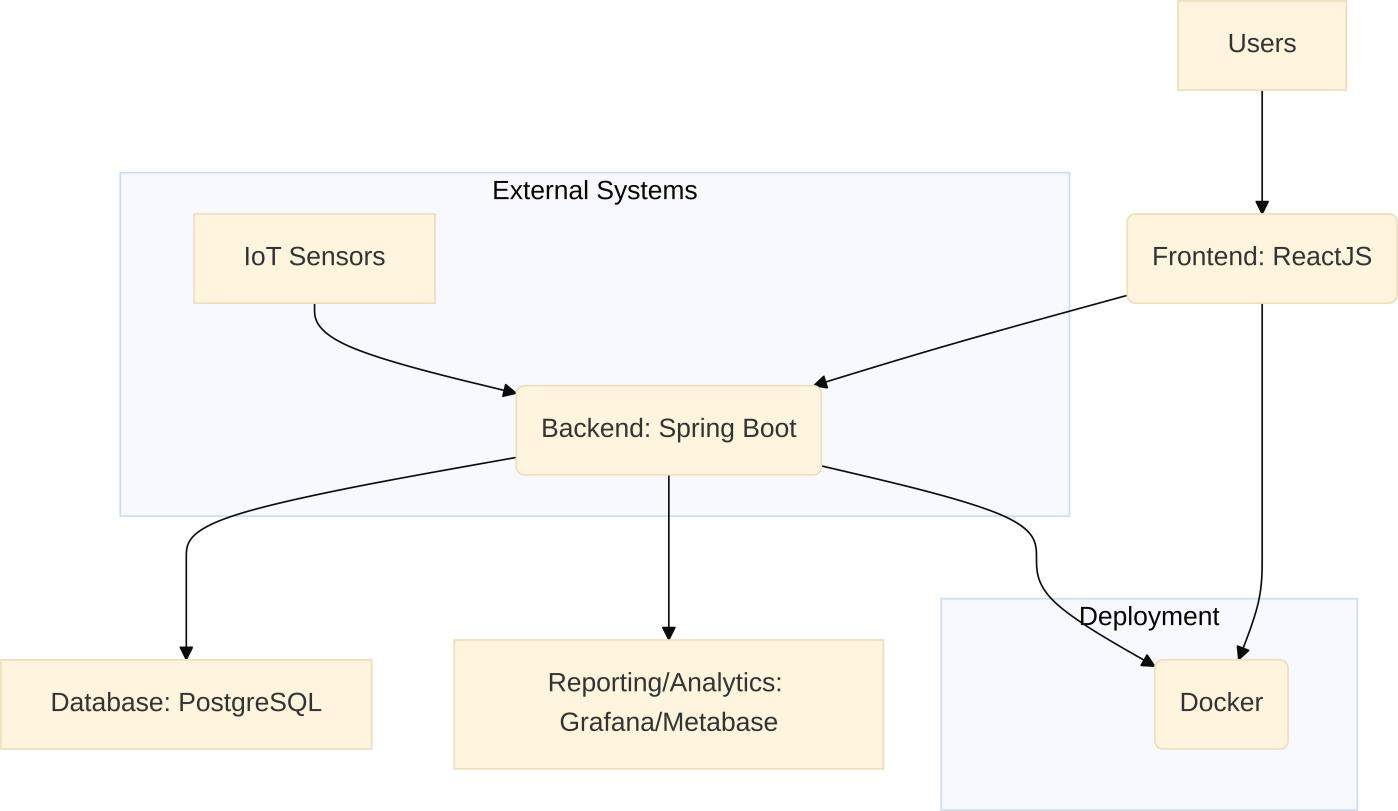 Users
External Systems
IoT Sensors
Frontend: ReactJS
Backend: Spring Boot
Deployment
Database: PostgreSQL
Reporting/Analytics:
Grafana/Metabase
Docker